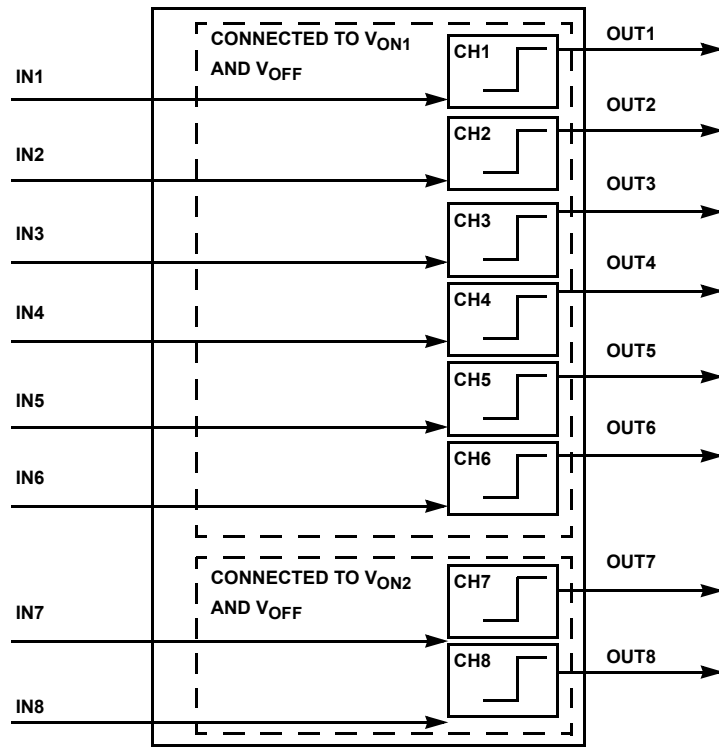 CONNECTED TO VON1
AND VOFF
CH1
OUT1
IN1
CH2
OUT2
IN2
CH3
OUT3
IN3
CH4
OUT4
IN4
CH5
OUT5
IN5
CH6
OUT6
IN6
CONNECTED TO VON2
AND VOFF
CH7
OUT7
IN7
CH8
OUT8
IN8